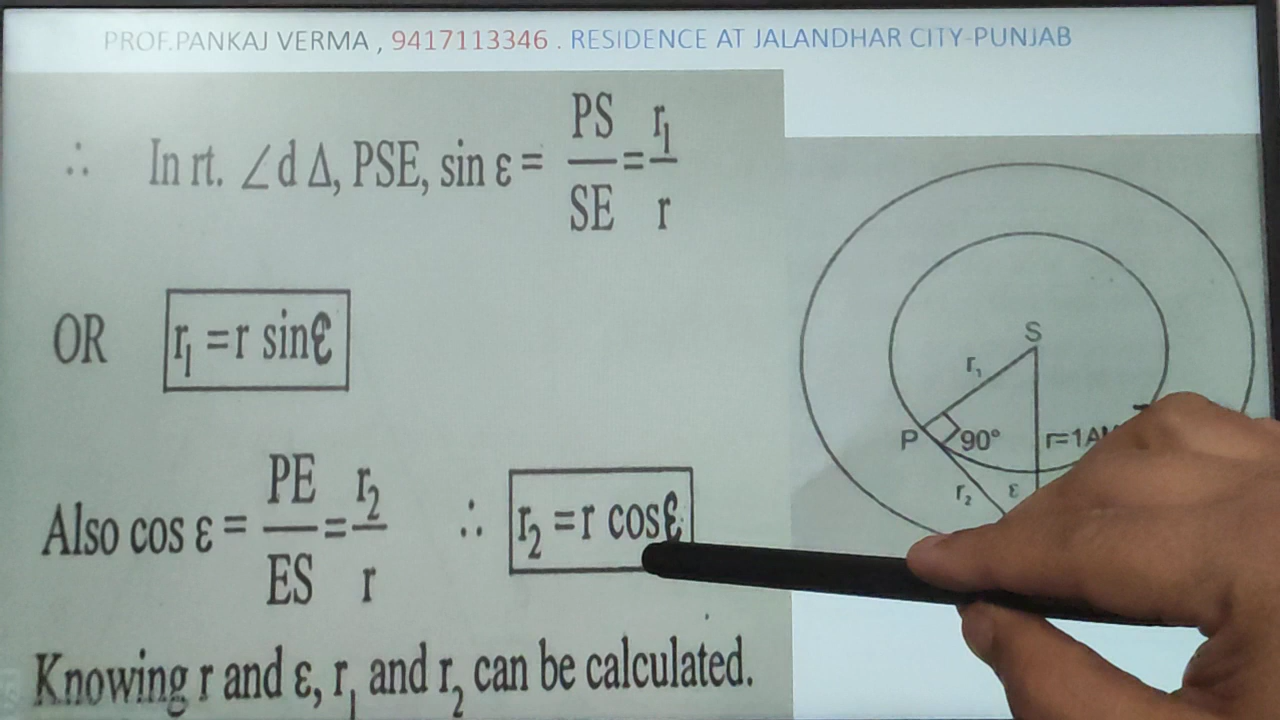 PROF.PANKAJ VERMA , 9417113346 . RESIDENCE AT JALANDHAR CITY-PUNJAB
∴ In rt. ∠d Δ, PSE, sin ε = PS/SE = r₁/r
OR r₁ = r sinε
Also cos ε = PE/ES = r₂/r ∴ r₂ = r cosε
Knowing r and ε, r₁ and r₂ can be calculated.
S
r₁
P 90° r=1A
r₂ ε